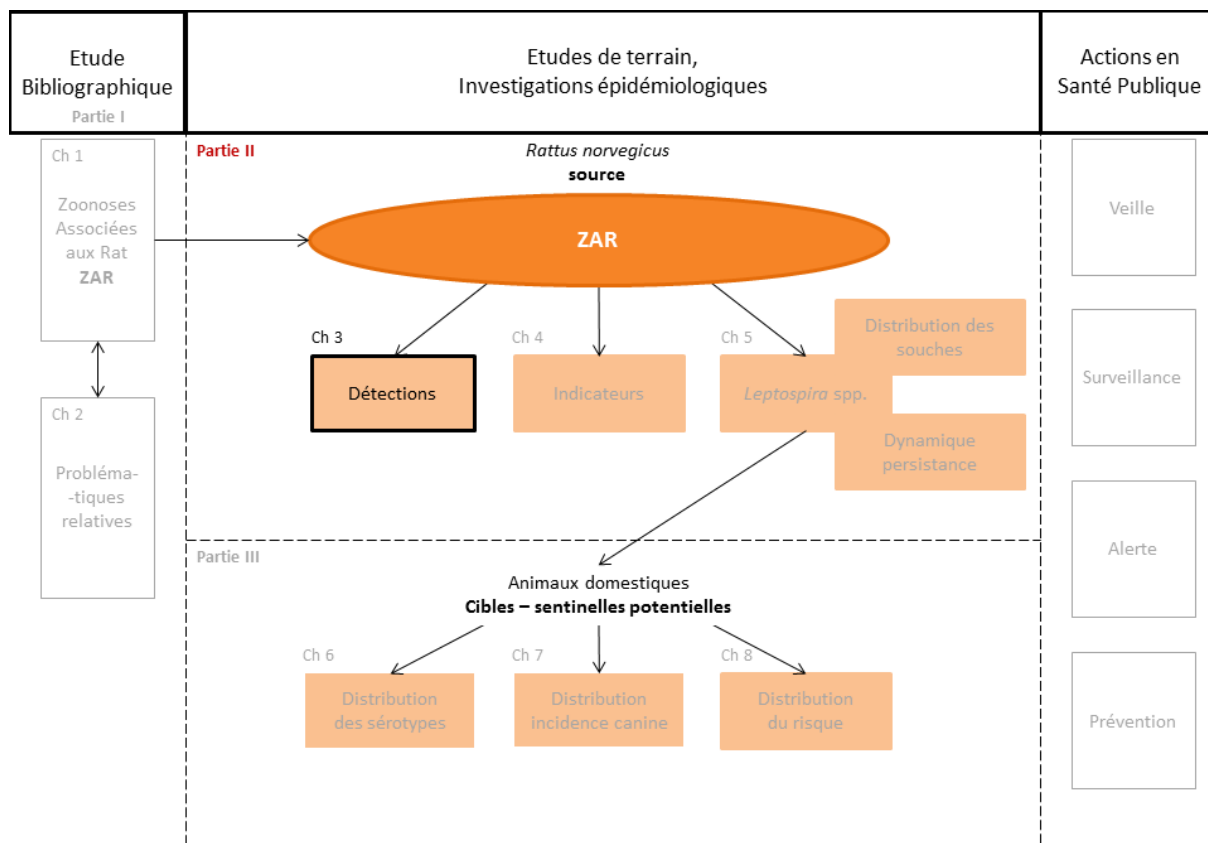 Etude
Bibliographique
Partie I
Etudes de terrain,
Investigations épidémiologiques
Actions en
Santé Publique
Ch 1
Zoonoses
Associées
aux Rat
ZAR
Ch 2
Probléma-
-tiques
relatives
Partie II
Rattus norvegicus
source
ZAR
Ch 3
Détections
Ch 4
Indicateurs
Ch 5
Leptospira spp.
Distribution des
souches
Dynamique
persistance
Partie III
Animaux domestiques
Cibles – sentinelles potentielles
Ch 6
Distribution
des sérotypes
Ch 7
Distribution
incidence canine
Ch 8
Distribution
du risque
Veille
Surveillance
Alerte
Prévention